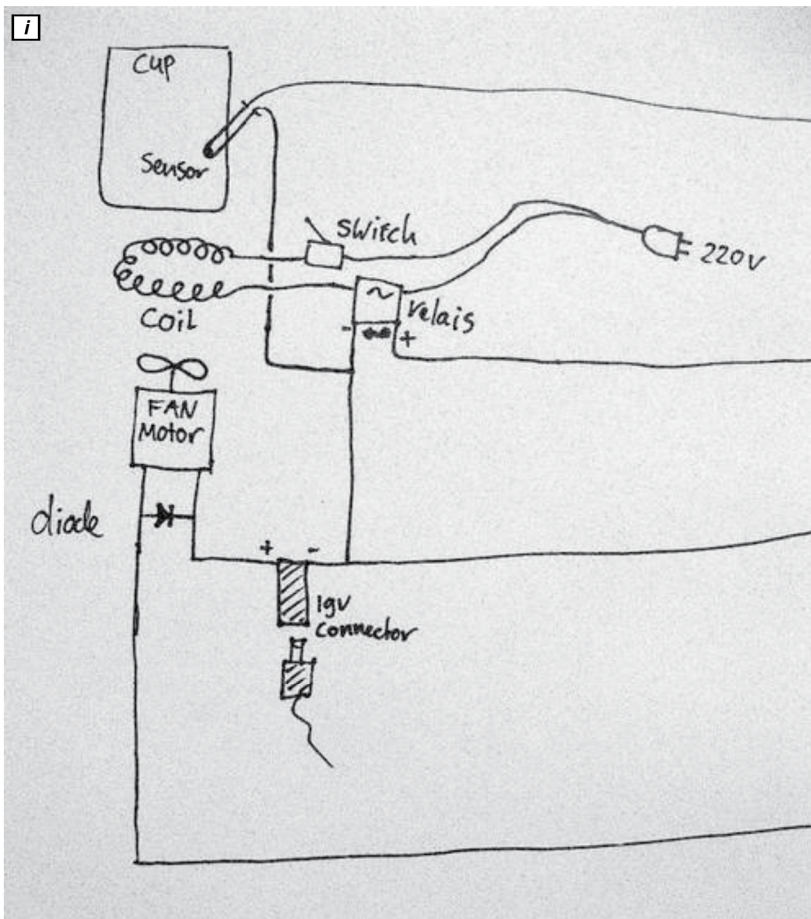 i
CUP
Sensor
Switch
220V
Coil
~
relais
- +
FAN
Motor
diode
+ -
19V
Connector